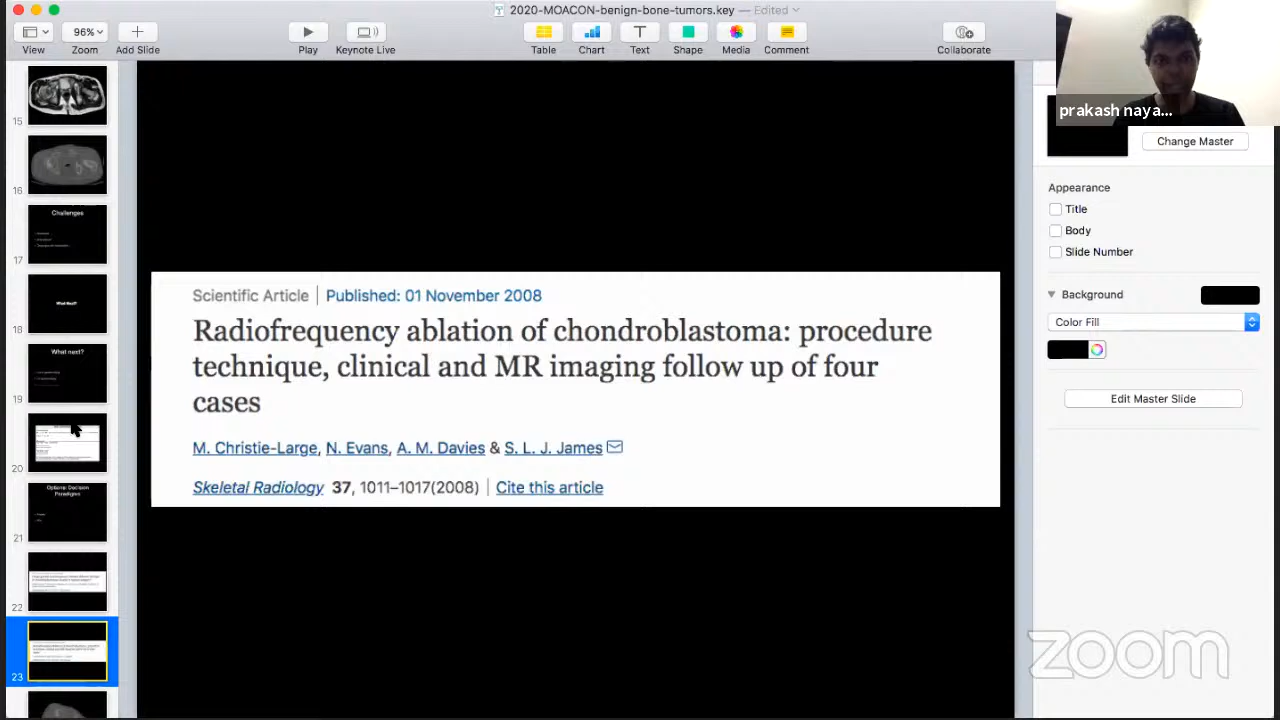 2020-MOACON-benign-bone-tumors.key — Edited
96%
View
Zoom
Add Slide
Play
Keynote Live
Table
Chart
Text
Shape
Media
Comment
Collaborate
prakash naya...
Change Master
Appearance
Title
Body
Slide Number
Background
Color Fill
Edit Master Slide
15
16
Challenges
17
What Next?
18
What next?
19
20
21
22
23
Scientific Article | Published: 01 November 2008
Radiofrequency ablation of chondroblastoma: procedure
technique, clinical and MR imaging follow up of four
cases
M. Christie-Large, N. Evans, A. M. Davies & S. L. J. James
Skeletal Radiology 37, 1011–1017(2008) | Cite this article
zoom